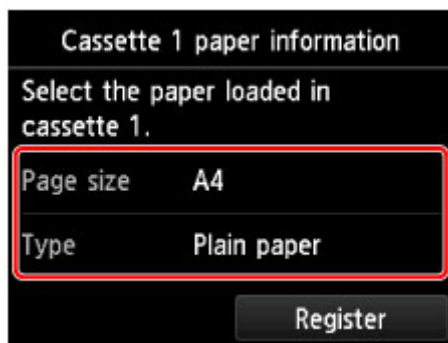 Cassette 1 paper information
Select the paper loaded in
cassette 1.
Page size A4
Type Plain paper
Register